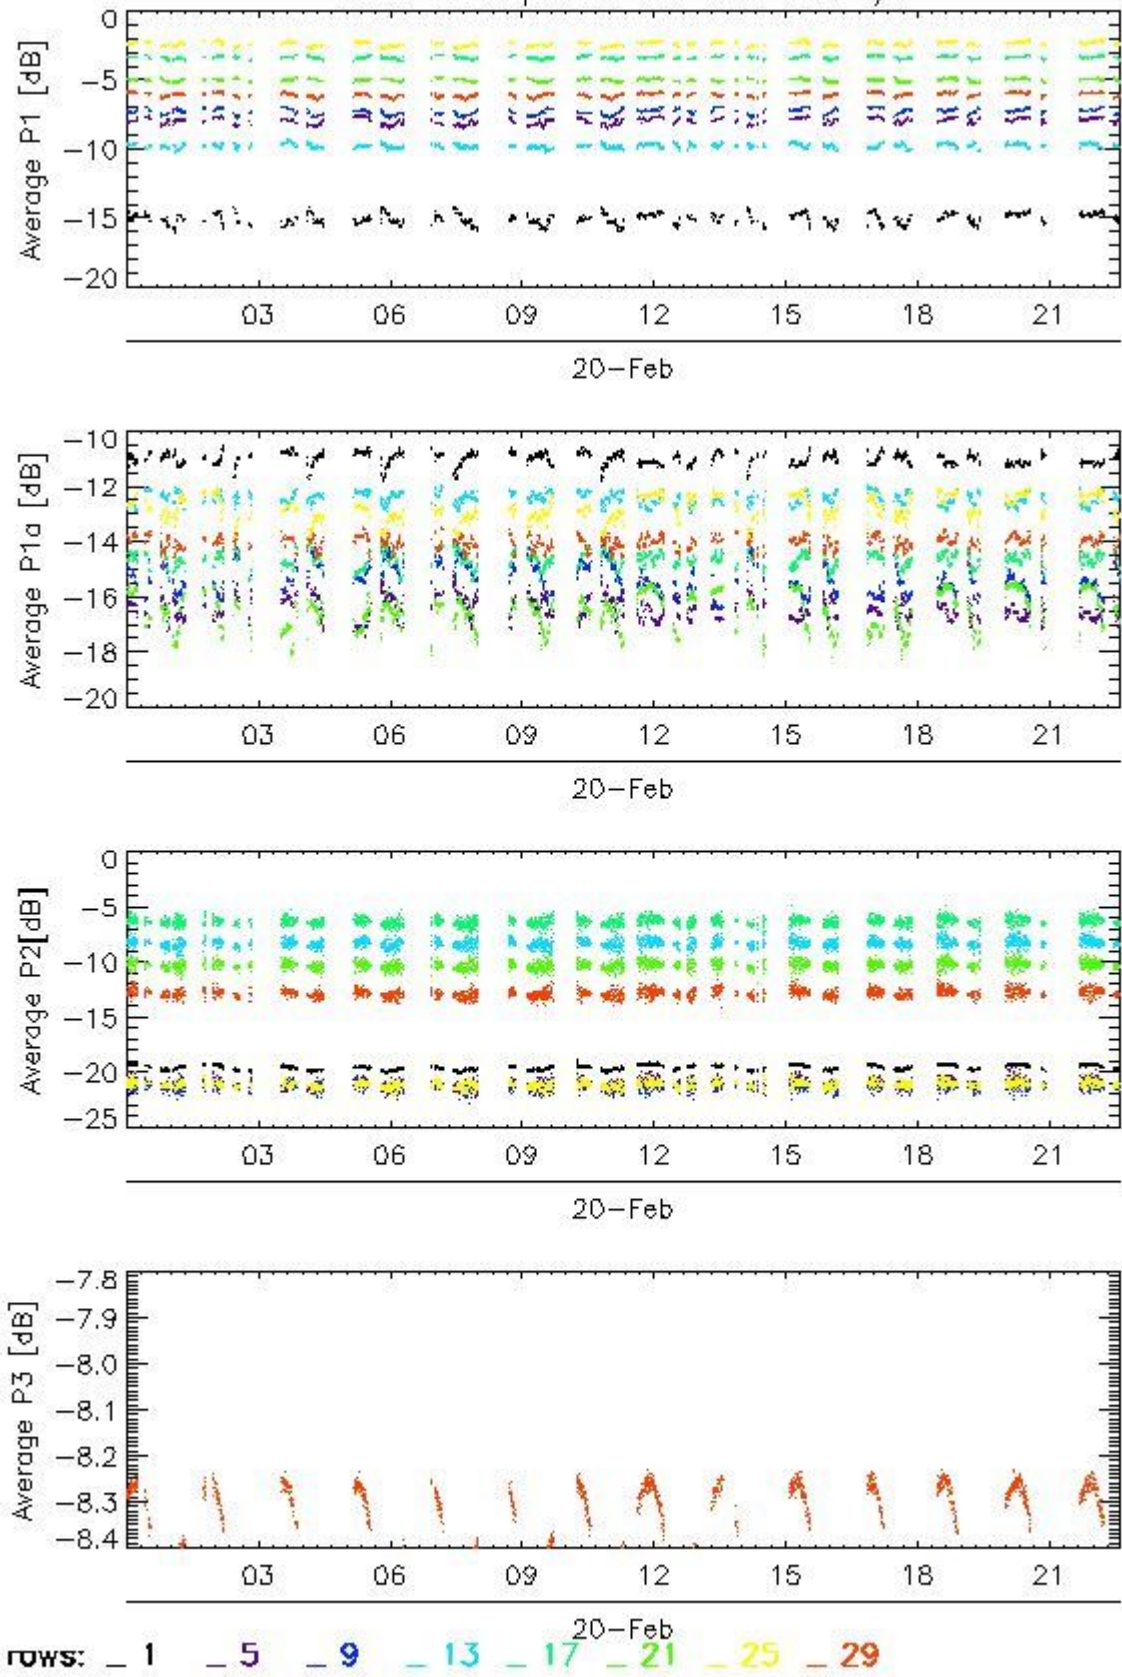 0
-5
-10
-15
-20
Average P1 [dB]
03 06 09 12 15 18 21
20-Feb
-10
-12
-14
-16
-18
-20
Average P1a [dB]
03 06 09 12 15 18 21
20-Feb
0
-5
-10
-15
-20
-25
Average P2[dB]
03 06 09 12 15 18 21
20-Feb
-7.8
-7.9
-8.0
-8.1
-8.2
-8.3
-8.4
Average P3 [dB]
03 06 09 12 15 18 21
20-Feb
rows: _ 1 _ 5 _ 9 _ 13 _ 17 _ 21 _ 25 _ 29